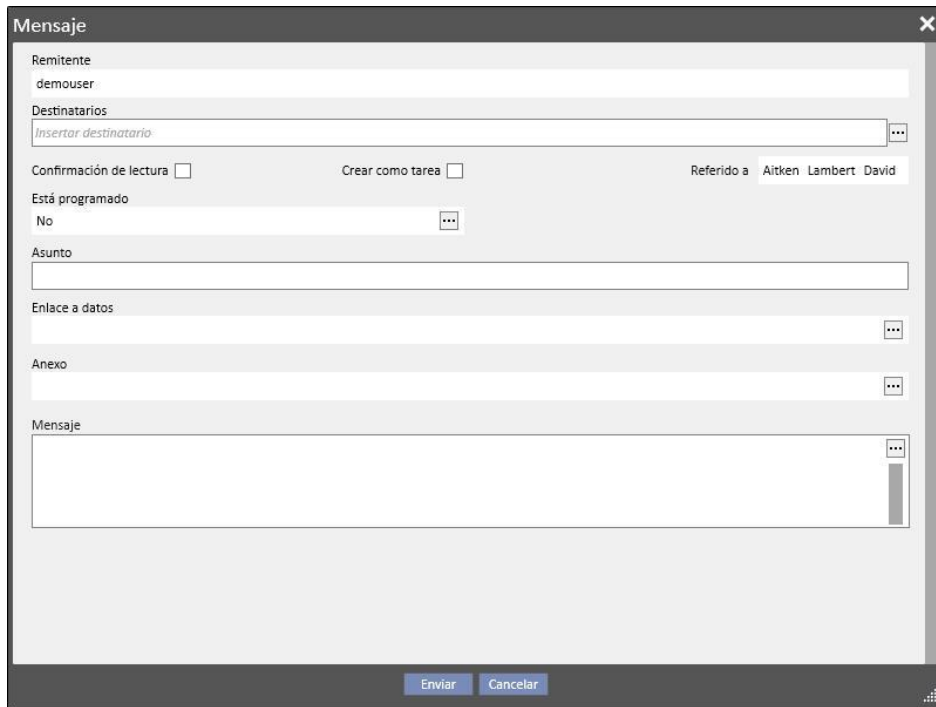 Mensaje
Remitente
demouser
Destinatarios
Insertar destinatario
Confirmación de lectura Crear como tarea Referido a Aitken Lambert David
Está programado
No
Asunto
Enlace a datos
Anexo
Mensaje
Enviar Cancelar